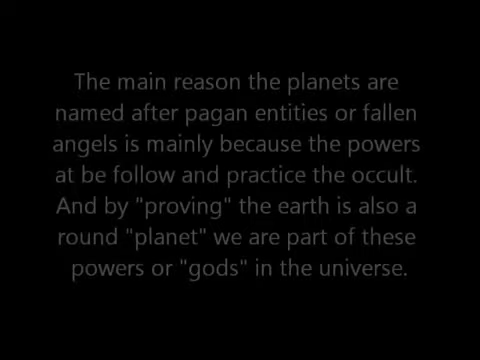 The main reason the planets are
named after pagan entities or fallen
angels is mainly because the powers
at be follow and practice the occult.
And by "proving" the earth is also a
round "planet" we are part of these
powers or "gods" in the universe.